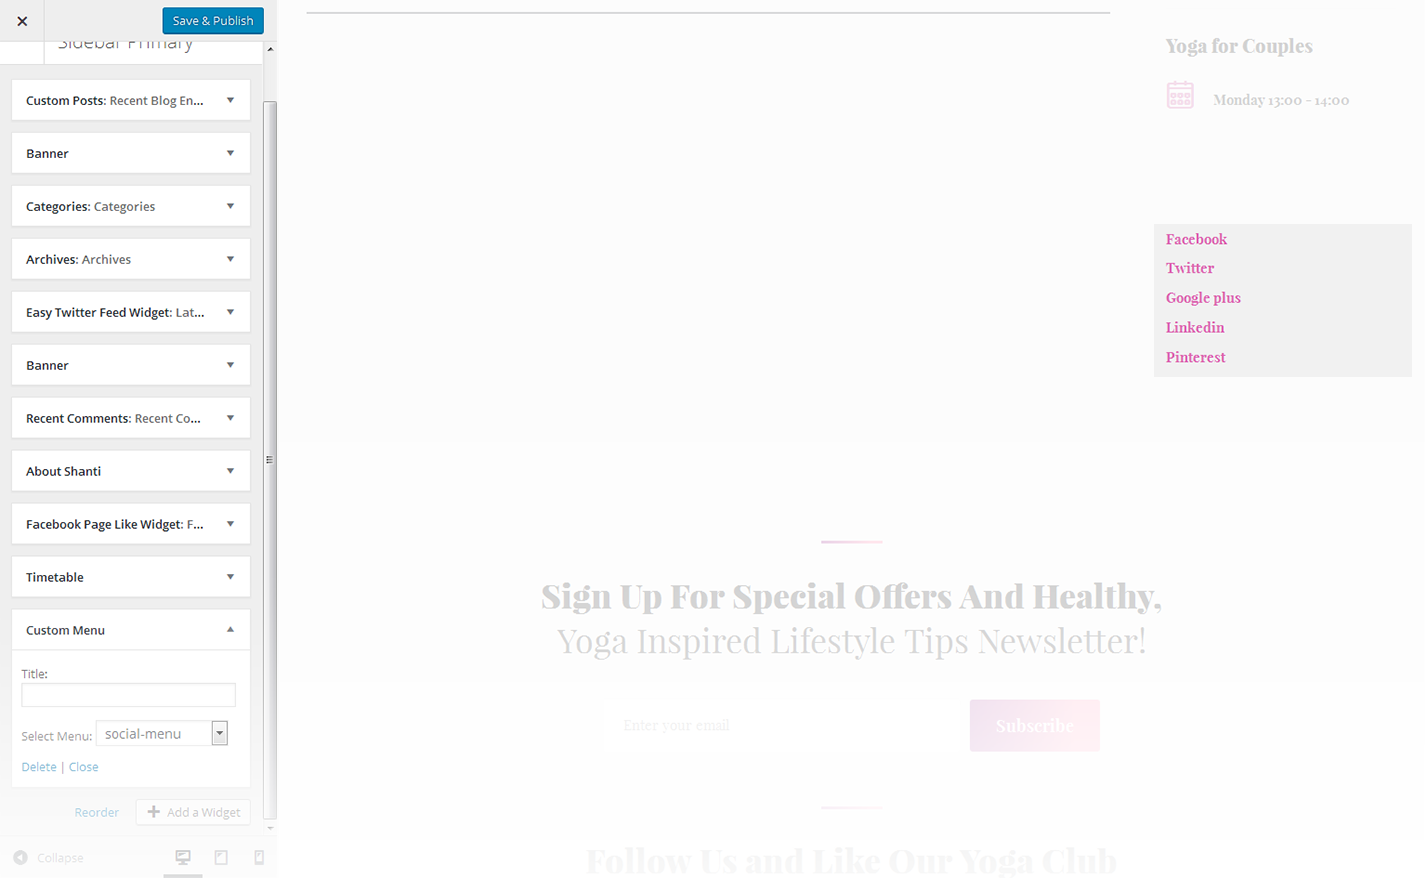 Save & Publish
Sidebar Primary
Custom Posts: Recent Blog En...
Banner
Categories: Categories
Archives: Archives
Easy Twitter Feed Widget: Lat...
Banner
Recent Comments: Recent Co...
About Shanti
Facebook Page Like Widget: F...
Timetable
Custom Menu
Title:
Select Menu: social-menu
Delete | Close
Reorder
Add a Widget
Collapse
Yoga for Couples
Monday 13:00 - 14:00
Facebook
Twitter
Google plus
Linkedin
Pinterest
Sign Up For Special Offers And Healthy,
Yoga Inspired Lifestyle Tips Newsletter!
Enter your email
Subscribe
Follow Us and Like Our Yoga Club